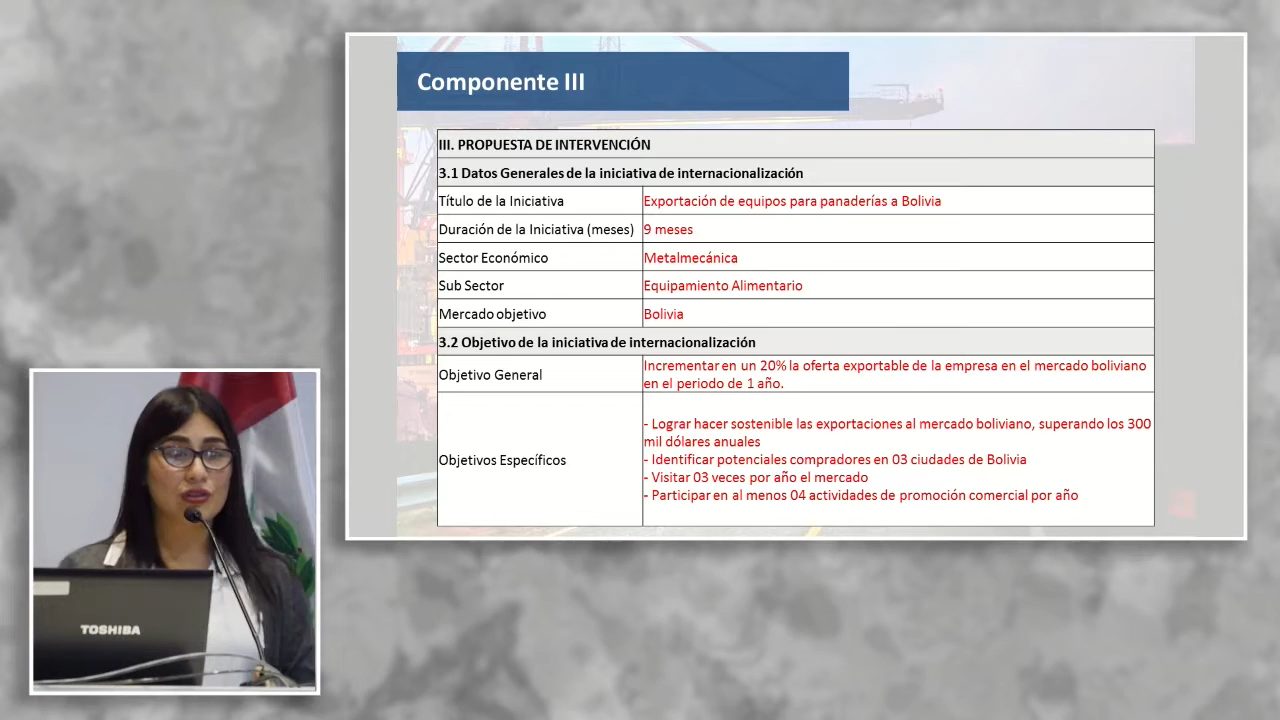 Componente III
III. PROPUESTA DE INTERVENCIÓN
3.1 Datos Generales de la iniciativa de internacionalización
Título de la Iniciativa
Exportación de equipos para panaderías a Bolivia
Duración de la Iniciativa (meses)
9 meses
Sector Económico
Metalmecánica
Sub Sector
Equipamiento Alimentario
Mercado objetivo
Bolivia
3.2 Objetivo de la iniciativa de internacionalización
Objetivo General
Incrementar en un 20% la oferta exportable de la empresa en el mercado boliviano
en el periodo de 1 año.
Objetivos Específicos
- Lograr hacer sostenible las exportaciones al mercado boliviano, superando los 300
mil dólares anuales
- Identificar potenciales compradores en 03 ciudades de Bolivia
- Visitar 03 veces por año el mercado
- Participar en al menos 04 actividades de promoción comercial por año
TOSHIBA